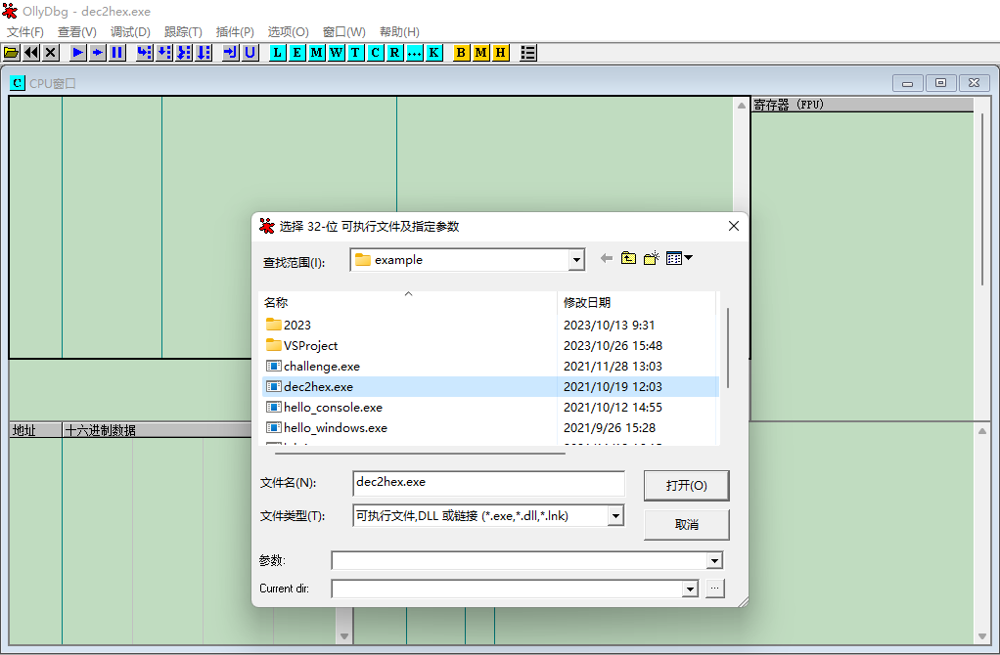 OllyDbg - dec2hex.exe
文件(F) 查看(V) 调试(D) 跟踪(T) 插件(P) 选项(O) 窗口(W) 帮助(H)
L E M W T C R ... K B M H
C CPU窗口
寄存器 (FPU)
选择 32-位 可执行文件及指定参数
查找范围(I): example
名称 修改日期
2023 2023/10/13 9:31
VSProject 2023/10/26 15:48
challenge.exe 2021/11/28 13:03
dec2hex.exe 2021/10/19 12:03
hello_console.exe 2021/10/12 14:55
hello_windows.exe 2021/9/26 15:28
地址 十六进制数据
文件名(N): dec2hex.exe 打开(O)
文件类型(T): 可执行文件,DLL 或链接 (*.exe,*.dll,*.lnk)
取消
参数:
Current dir: ...